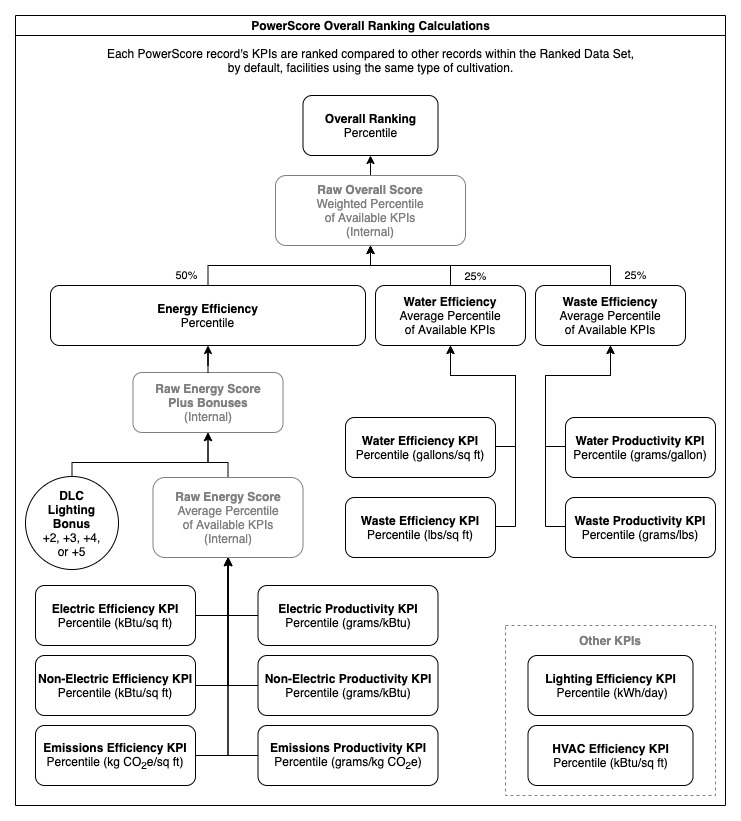 PowerScore Overall Ranking Calculations
Each PowerScore record's KPIs are ranked compared to other records within the Ranked Data Set,
by default, facilities using the same type of cultivation.
Overall Ranking
Percentile
Raw Overall Score
Weighted Percentile
of Available KPIs
(Internal)
50%
25%
25%
Energy Efficiency
Percentile
Water Efficiency
Average Percentile
of Available KPIs
Waste Efficiency
Average Percentile
of Available KPIs
Raw Energy Score
Plus Bonuses
(Internal)
Water Efficiency KPI
Percentile (gallons/sq ft)
Water Productivity KPI
Percentile (grams/gallon)
DLC
Lighting
Bonus
+2, +3, +4,
or +5
Raw Energy Score
Average Percentile
of Available KPIs
(Internal)
Waste Efficiency KPI
Percentile (lbs/sq ft)
Waste Productivity KPI
Percentile (grams/lbs)
Electric Efficiency KPI
Percentile (kBtu/sq ft)
Electric Productivity KPI
Percentile (grams/kBtu)
Non-Electric Efficiency KPI
Percentile (kBtu/sq ft)
Non-Electric Productivity KPI
Percentile (grams/kBtu)
Emissions Efficiency KPI
Percentile (kg CO₂e/sq ft)
Emissions Productivity KPI
Percentile (grams/kg CO₂e)
Other KPIs
Lighting Efficiency KPI
Percentile (kWh/day)
HVAC Efficiency KPI
Percentile (kBtu/sq ft)